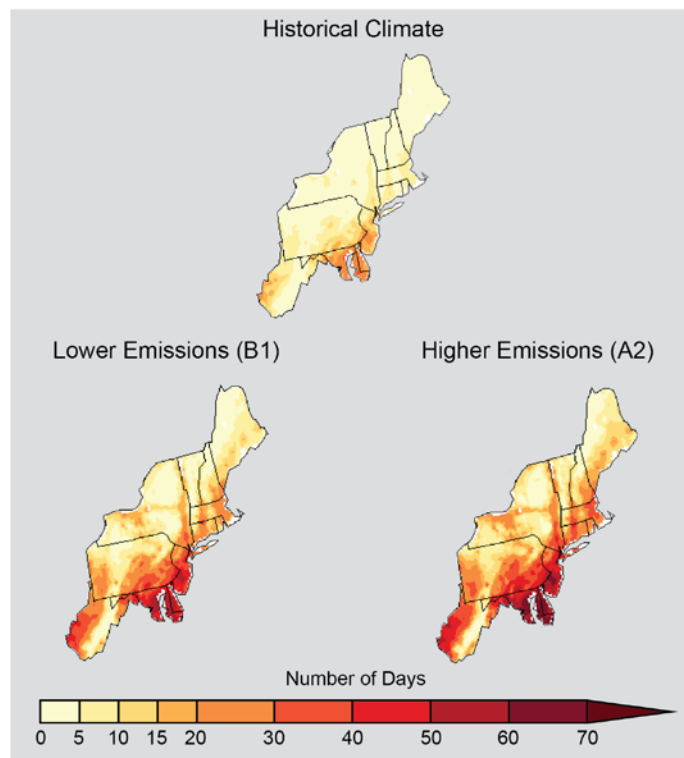 Historical Climate
Lower Emissions (B1)
Higher Emissions (A2)
Number of Days
0 5 10 15 20 30 40 50 60 70